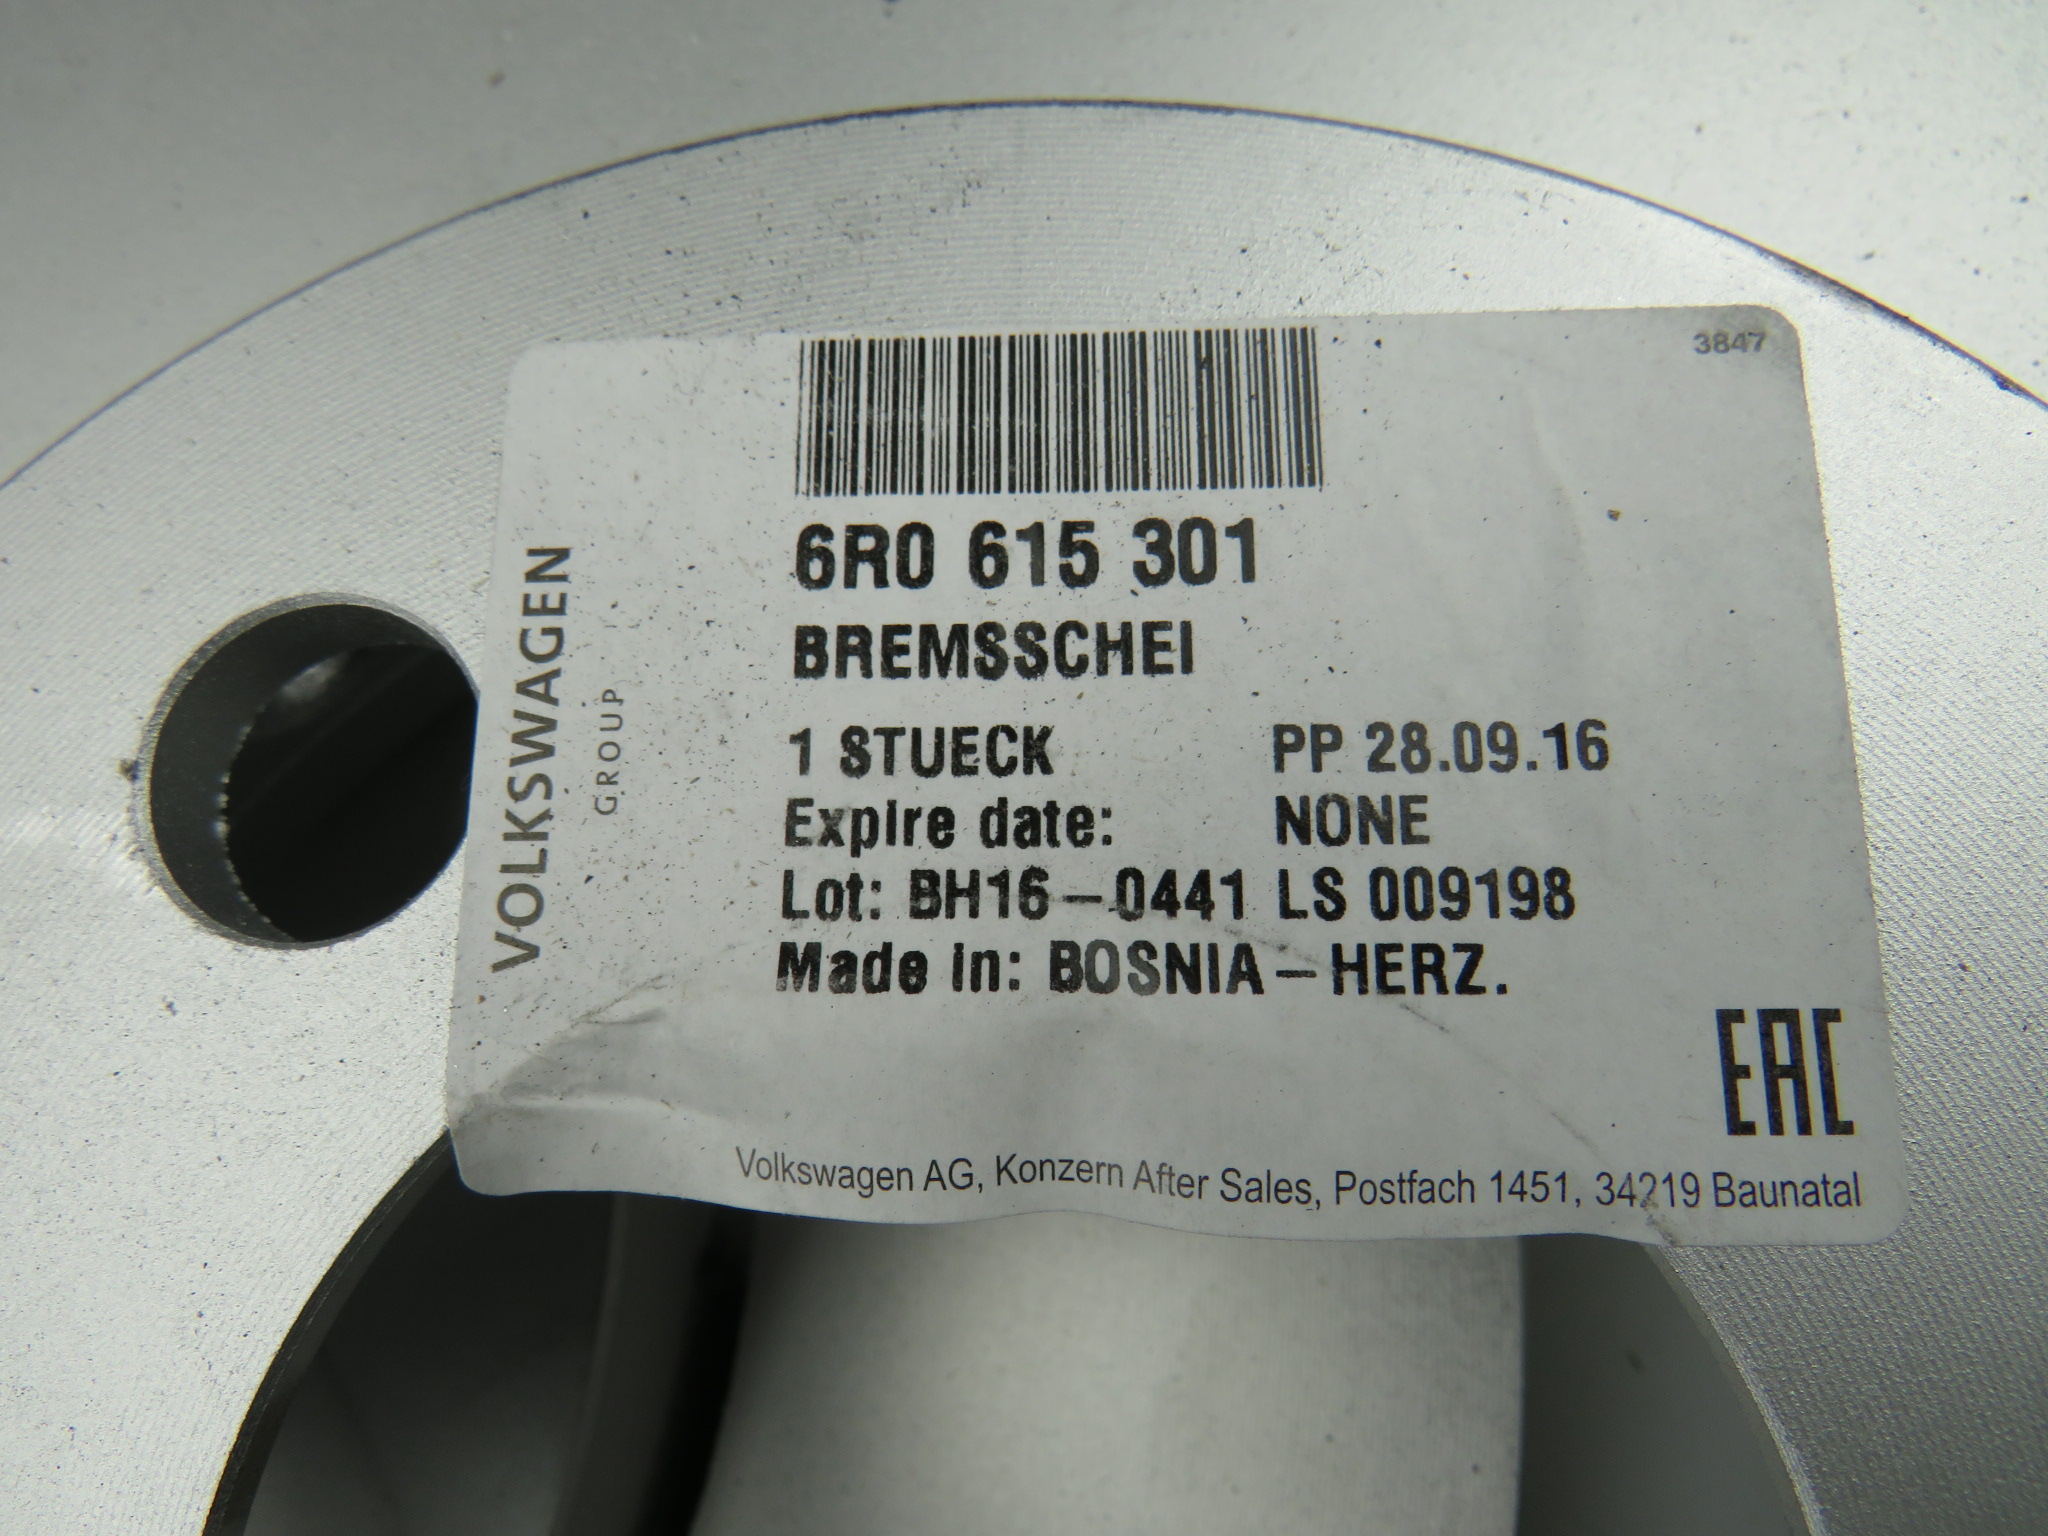 3847
VOLKSWAGEN
GROUP
6R0 615 301
BREMSSCHEI
1 STUECK PP 28.09.16
Expire date: NONE
Lot: BH16-0441 LS 009198
Made in: BOSNIA-HERZ.
EAC
Volkswagen AG, Konzern After Sales, Postfach 1451, 34219 Baunatal